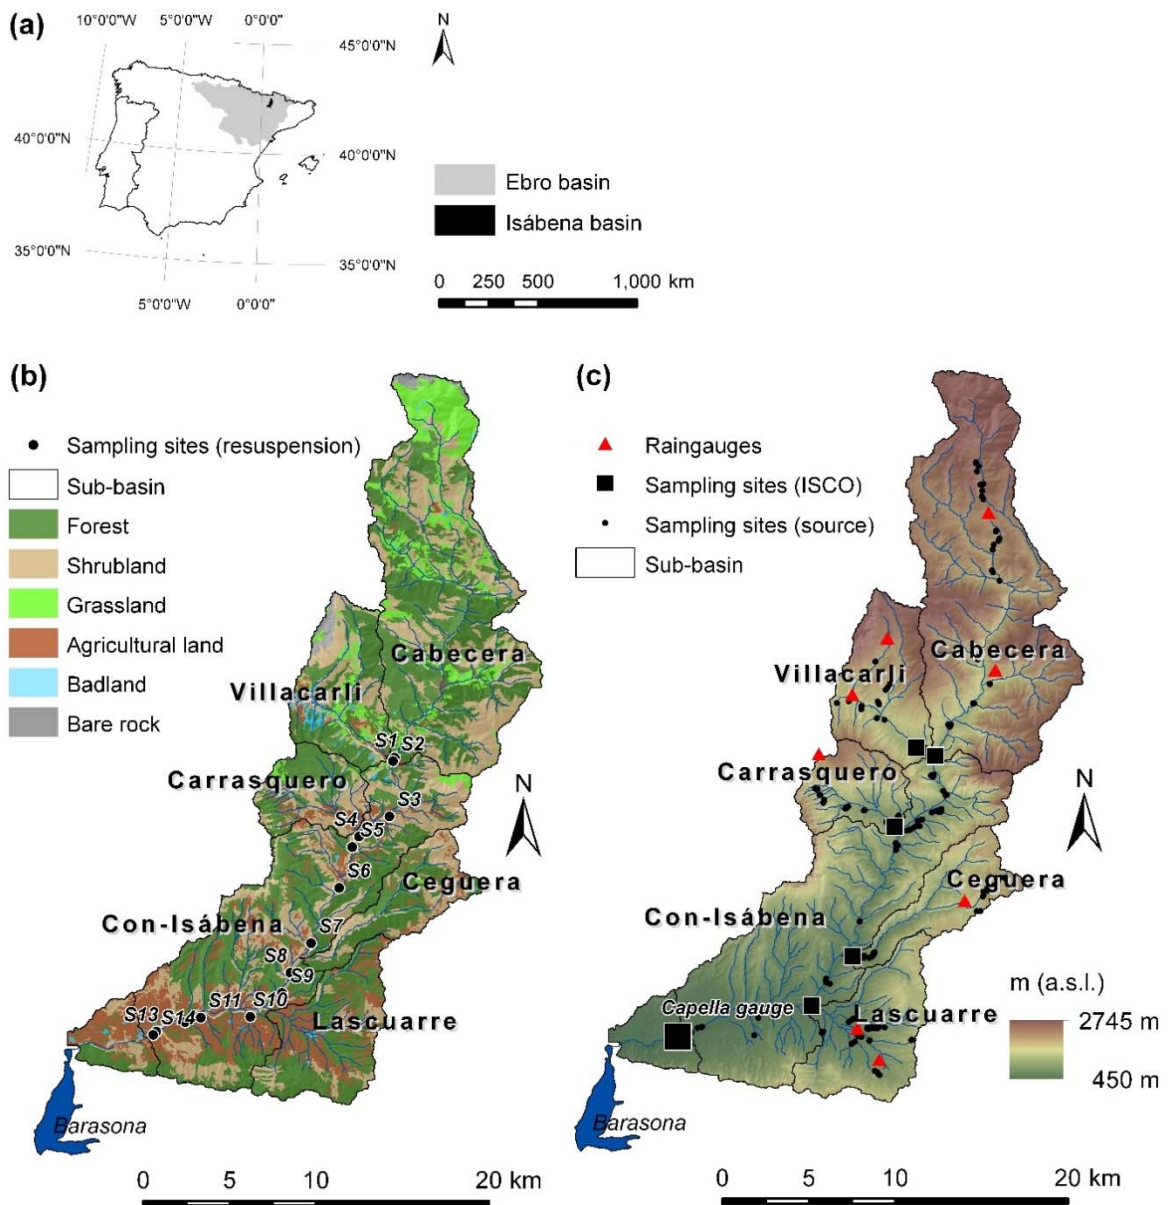 (a)
10°0'0"W
5°0'0"W
0°0'0"
N
45°0'0"N
40°0'0"N
40°0'0"N
35°0'0"N
35°0'0"N
5°0'0"W
0°0'0"
Ebro basin
Isábena basin
0 250 500 1,000 km
(b)
Sampling sites (resuspension)
Sub-basin
Forest
Shrubland
Grassland
Agricultural land
Badland
Bare rock
Cabecera
Villacarli
S1 S2
Carrasquero
S3
S4
S5
S6
Ceguera
N
Con-Isábena
S7
S8
S9
S10
S11
S13
S14
Lascuarre
Barasona
0 5 10 20 km
(c)
Raingauges
Sampling sites (ISCO)
Sampling sites (source)
Sub-basin
Cabecera
Villacarli
Carrasquero
N
Ceguera
Con-Isábena
Capella gauge
Lascuarre
m (a.s.l.)
2745 m
450 m
Barasona
0 5 10 20 km